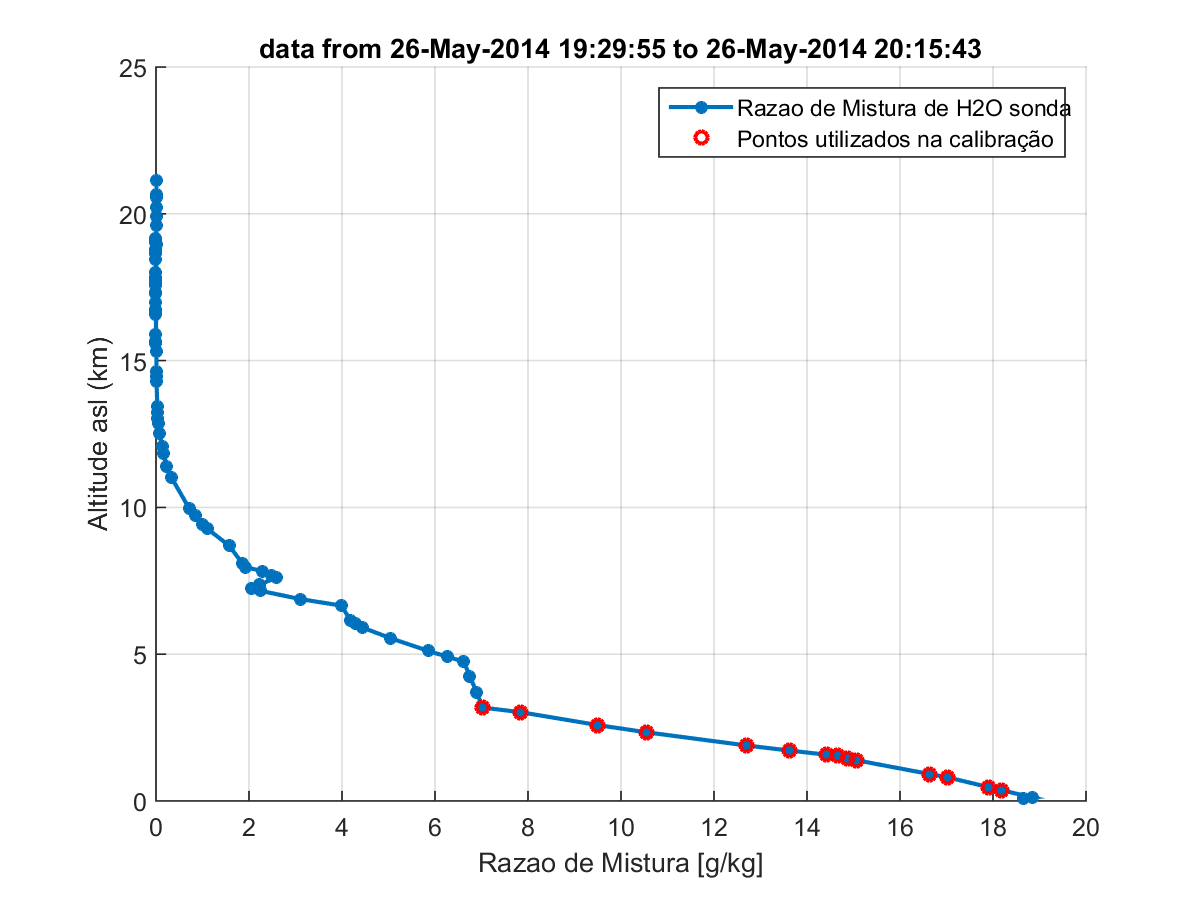 data from 26-May-2014 19:29:55 to 26-May-2014 20:15:43
Razao de Mistura de H2O sonda
Pontos utilizados na calibração
Altitude asl (km)
25
20
15
10
5
0
0 2 4 6 8 10 12 14 16 18 20
Razao de Mistura [g/kg]